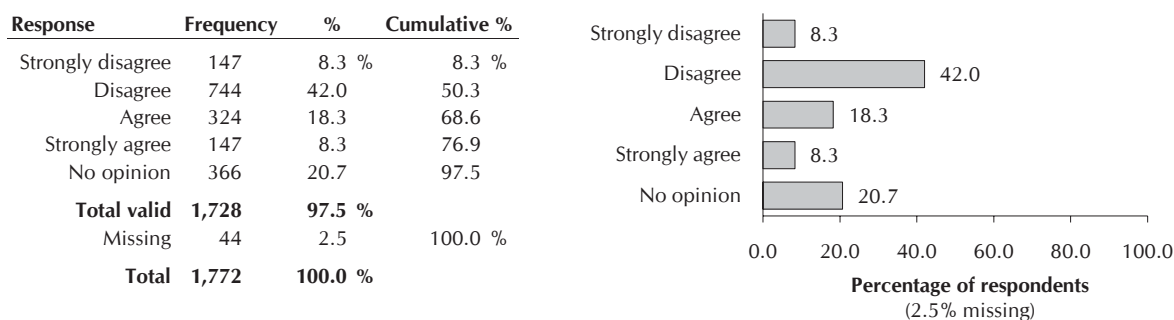 Response Frequency % Cumulative %
Strongly disagree 147 8.3 % 8.3 %
Disagree 744 42.0 50.3
Agree 324 18.3 68.6
Strongly agree 147 8.3 76.9
No opinion 366 20.7 97.5
Total valid 1,728 97.5 %
Missing 44 2.5 100.0 %
Total 1,772 100.0 %
Strongly disagree 8.3
Disagree 42.0
Agree 18.3
Strongly agree 8.3
No opinion 20.7
0.0 20.0 40.0 60.0 80.0 100.0
Percentage of respondents
(2.5% missing)